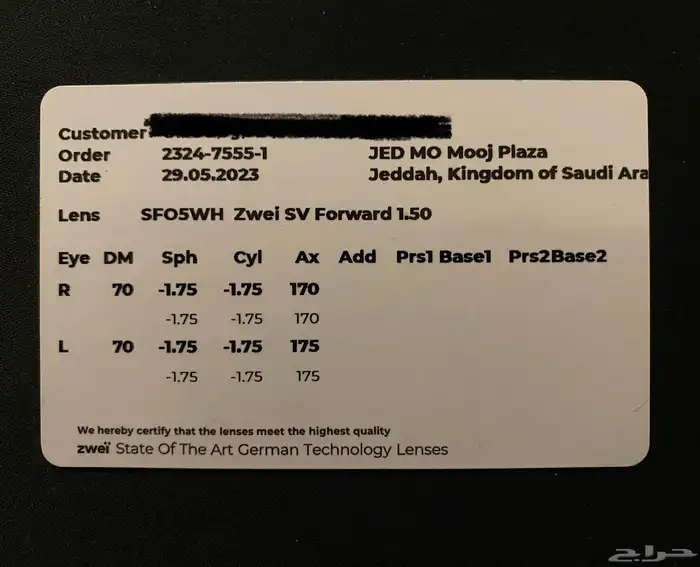 Customer
Order 2324-7555-1 JED MO Mooj Plaza
Date 29.05.2023 Jeddah, Kingdom of Saudi Ara
Lens SFO5WH Zwei SV Forward 1.50
Eye DM Sph Cyl Ax Add Prs1 Base1 Prs2Base2
R 70 -1.75 -1.75 170
-1.75 -1.75 170
L 70 -1.75 -1.75 175
-1.75 -1.75 175
We hereby certify that the lenses meet the highest quality
zweï State Of The Art German Technology Lenses
حراج